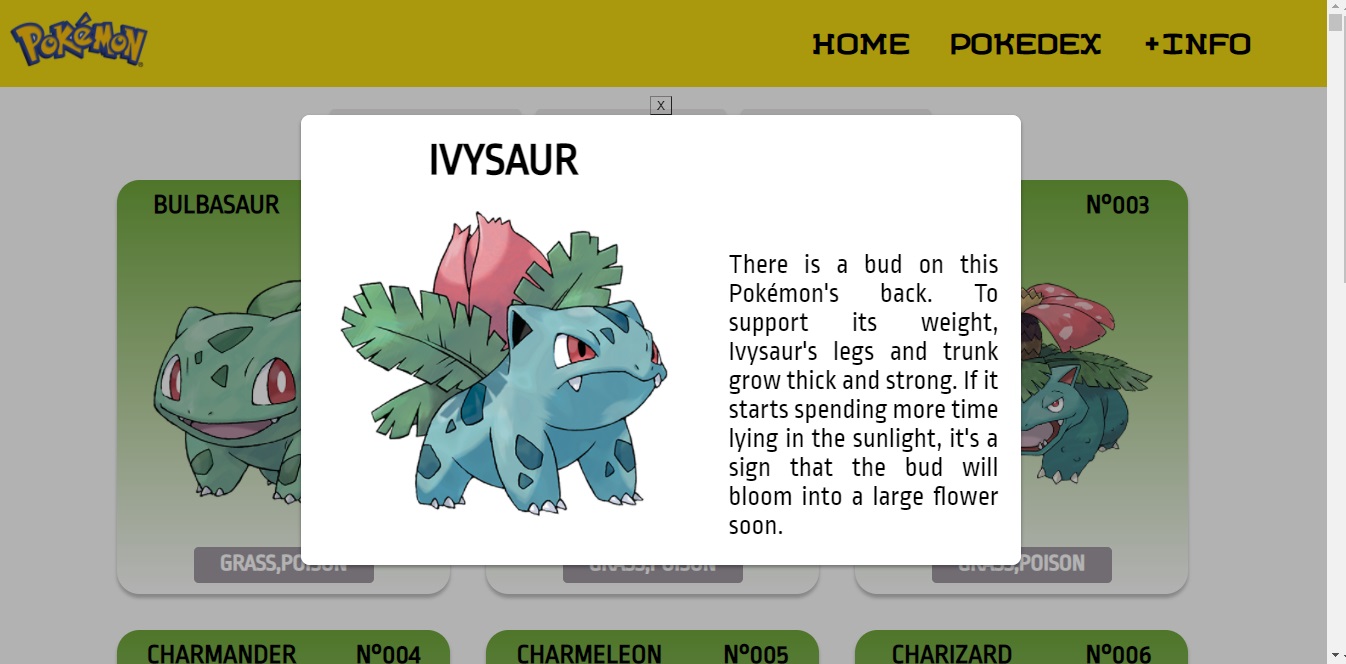 POKéMON
HOME POKEDEX +INFO
X
IVYSAUR
BULBASAUR
Nº003
There is a bud on this
Pokémon's back. To
support its weight,
Ivysaur's legs and trunk
grow thick and strong. If it
starts spending more time
lying in the sunlight, it's a
sign that the bud will
bloom into a large flower
soon.
GRASS,POISON
GRASS,POISON
GRASS,POISON
CHARMANDER Nº004
CHARMELEON Nº005
CHARIZARD Nº006